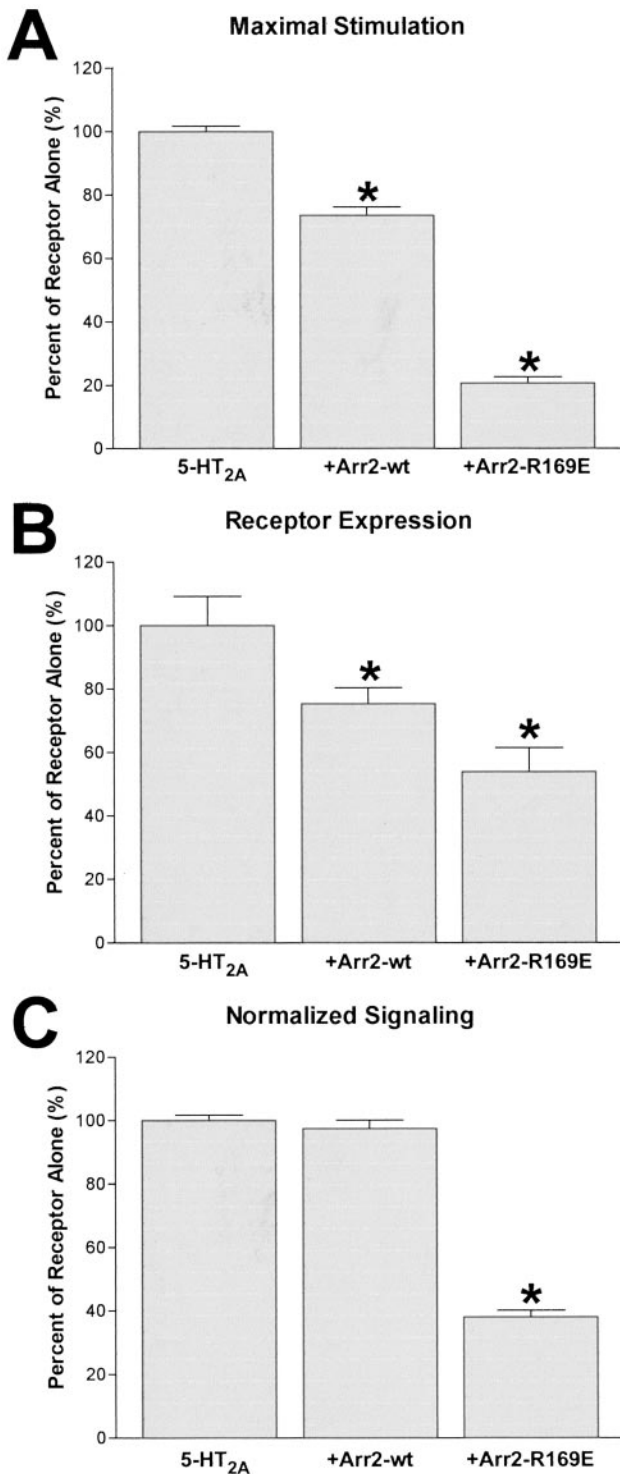 A
Maximal Stimulation
Percent of Receptor Alone (%)
120
100
80
60
40
20
0
*
*
5-HT2A
+Arr2-wt
+Arr2-R169E
B
Receptor Expression
Percent of Receptor Alone (%)
120
100
80
60
40
20
0
*
*
5-HT2A
+Arr2-wt
+Arr2-R169E
C
Normalized Signaling
Percent of Receptor Alone (%)
120
100
80
60
40
20
0
*
5-HT2A
+Arr2-wt
+Arr2-R169E